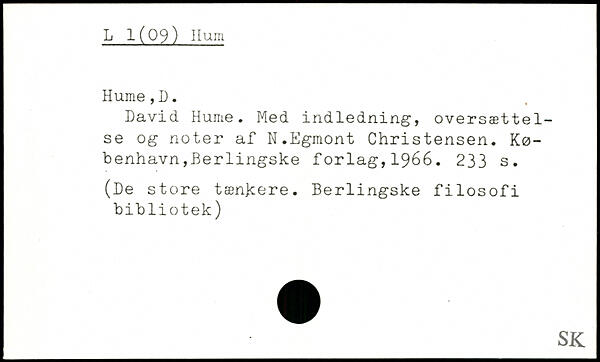 L 1(09) Hum
Hume,D.
David Hume. Med indledning, oversættel-
se og noter af N.Egmont Christensen. Kø-
benhavn,Berlingske forlag,1966. 233 s.
(De store tænkere. Berlingske filosofi
bibliotek)
SK